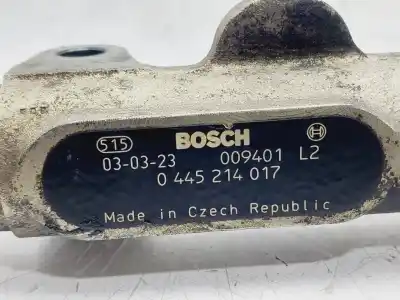 515 BOSCH
03-03-23 009401 L2
0 445 214 017
Made in Czech Republic